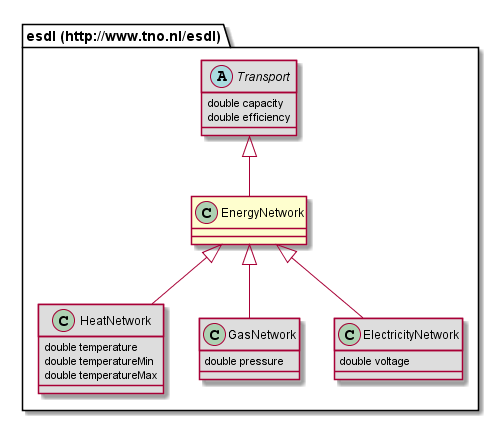 esdl (http://www.tno.nl/esdl)
A Transport
double capacity
double efficiency
C EnergyNetwork
C HeatNetwork
double temperature
double temperatureMin
double temperatureMax
C GasNetwork
double pressure
C ElectricityNetwork
double voltage